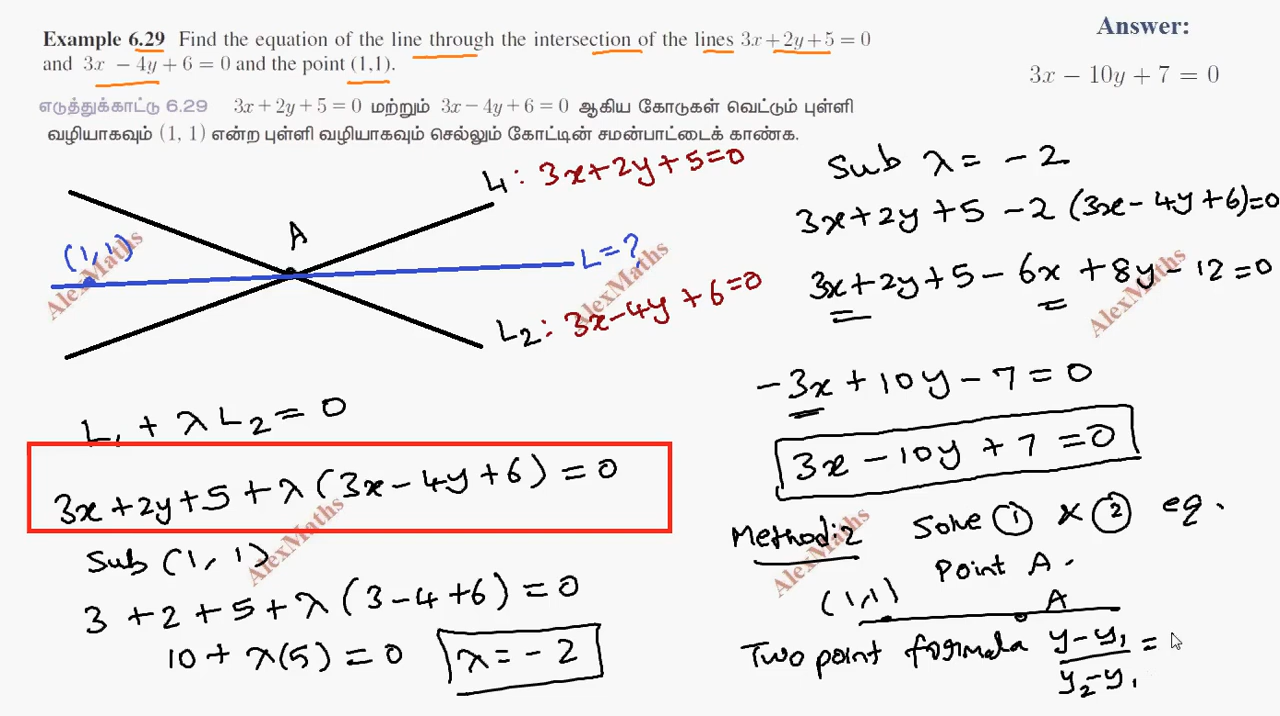 Example 6.29 Find the equation of the line through the intersection of the lines 3x+2y+5 = 0
and 3x − 4y + 6 = 0 and the point (1,1).
எடுத்துக்காட்டு 6.29 3x+2y+5 = 0 மற்றும் 3x − 4y + 6 = 0 ஆகிய கோடுகள் வெட்டும் புள்ளி
வழியாகவும் (1, 1) என்ற புள்ளி வழியாகவும் செல்லும் கோட்டின் சமன்பாட்டைக் காண்க.
Answer:
3x − 10y + 7 = 0
L₁: 3x+2y+5=0
A
(1,1)
L=?
L₂: 3x−4y+6=0
AlexMaths
AlexMaths
L₁ + λ L₂ = 0
3x+2y+5+λ(3x−4y+6)=0
Sub (1, 1)
AlexMaths
3 + 2 + 5 + λ (3−4+6) = 0
10 + λ(5) = 0
λ = −2
Sub λ = −2
3x+2y+5 −2 (3x−4y+6)=0
3x+2y+5− 6x +8y−12=0
AlexMaths
−3x+10y−7=0
3x−10y+7=0
Method:2 Solve ① & ② eq.
AlexMaths
Point A.
(1,1) A
Two point formula y−y₁ / y₂−y₁ =